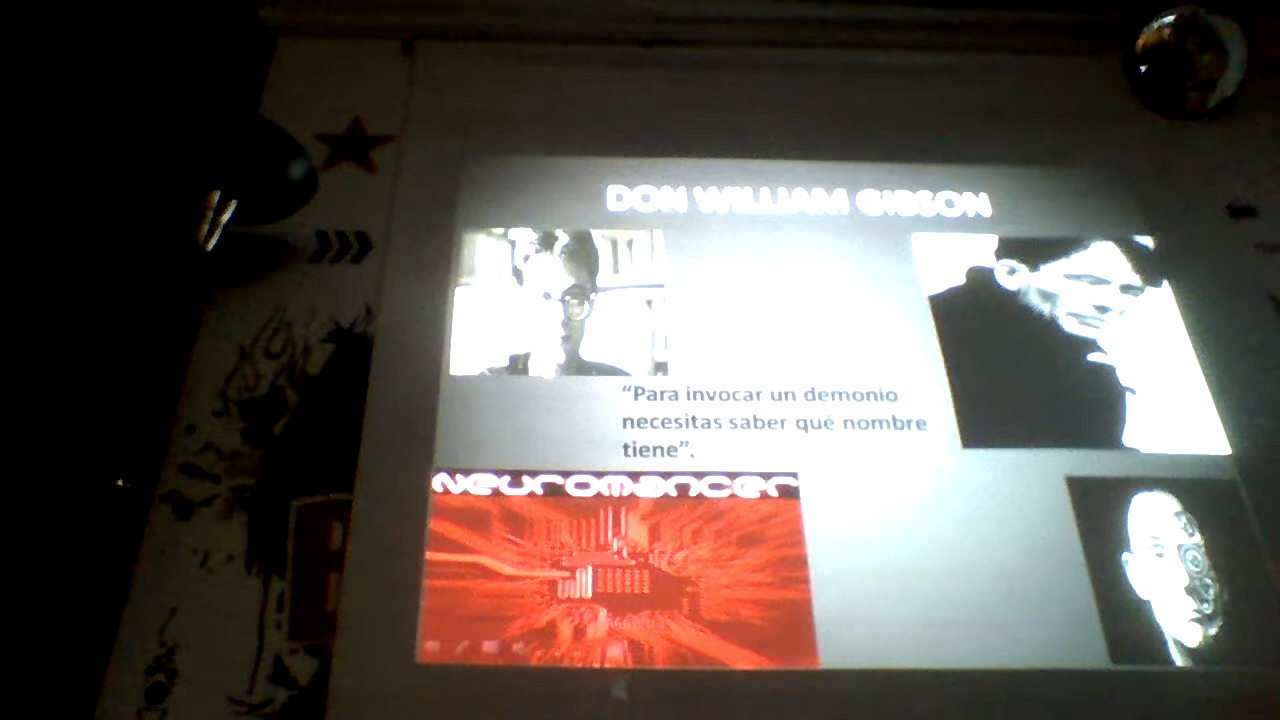 DON WILLIAM GIBSON
“Para invocar un demonio
necesitas saber qué nombre
tiene”.
Neuromancer